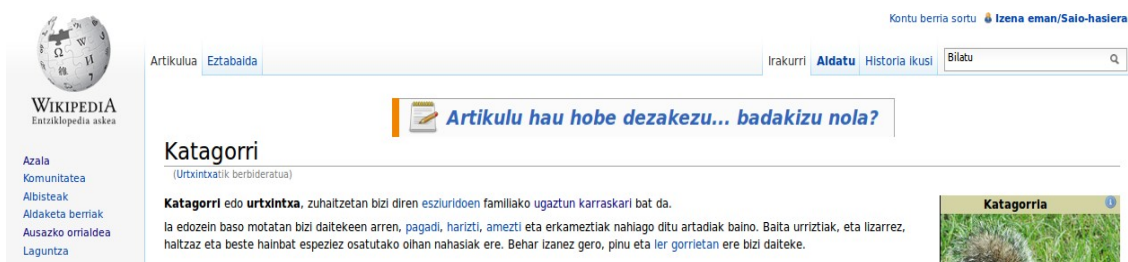 Kontu berria sortu Izena eman/Saio-hasiera
Artikulua Eztabaida Irakurri Aldatu Historia ikusi Bilatu
WIKIPEDIA
Entziklopedia askea
Artikulu hau hobe dezakezu... badakizu nola?
Katagorri
(Urtxintxatik berbideratua)
Azala
Komunitatea
Albisteak
Aldaketa berriak
Ausazko orrialdea
Laguntza
Katagorri edo urtxintxa, zuhaitzetan bizi diren esziuridoen familiako ugaztun karraskari bat da.
Ia edozein baso motatan bizi daitekeen arren, pagadi, harizti, amezti eta erkameztiak nahiago ditu artadiak baino. Baita urriztiak, eta lizarrez,
haltzaz eta beste hainbat espeziez osatutako oihan nahasiak ere. Behar izanez gero, pinu eta ler gorrietan ere bizi daiteke.
Katagorria